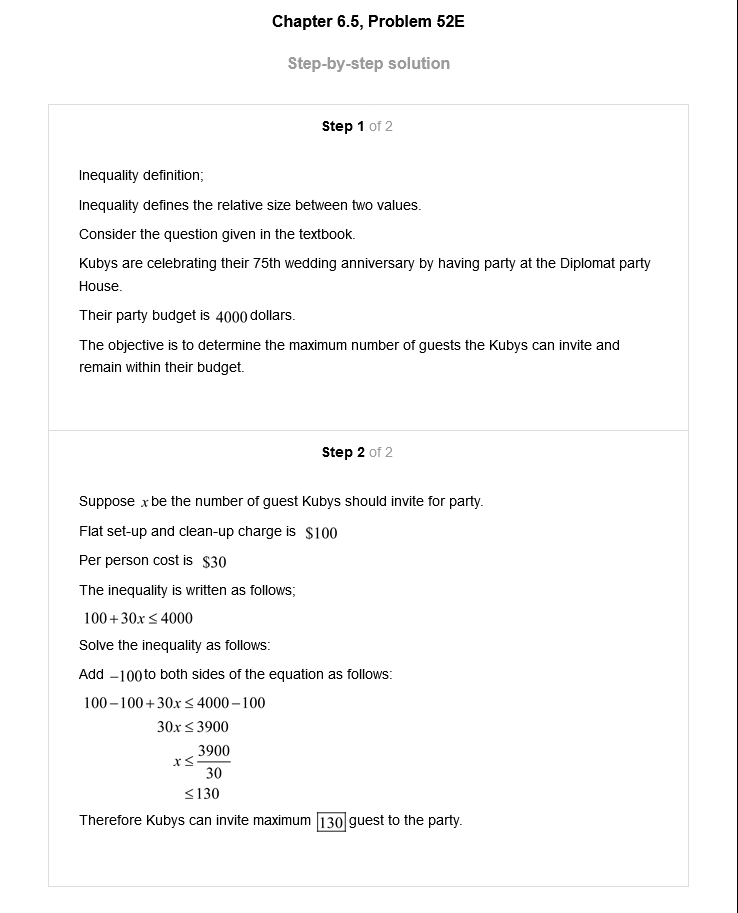 Chapter 6.5, Problem 52E
Step-by-step solution
Step 1 of 2
Inequality definition;
Inequality defines the relative size between two values.
Consider the question given in the textbook.
Kubys are celebrating their 75th wedding anniversary by having party at the Diplomat party
House.
Their party budget is 4000 dollars.
The objective is to determine the maximum number of guests the Kubys can invite and
remain within their budget.
Step 2 of 2
Suppose x be the number of guest Kubys should invite for party.
Flat set-up and clean-up charge is $100
Per person cost is $30
The inequality is written as follows;
100+30x ≤ 4000
Solve the inequality as follows:
Add −100 to both sides of the equation as follows:
100−100+30x ≤ 4000−100
30x ≤ 3900
x ≤ 3900/30
≤130
Therefore Kubys can invite maximum 130 guest to the party.